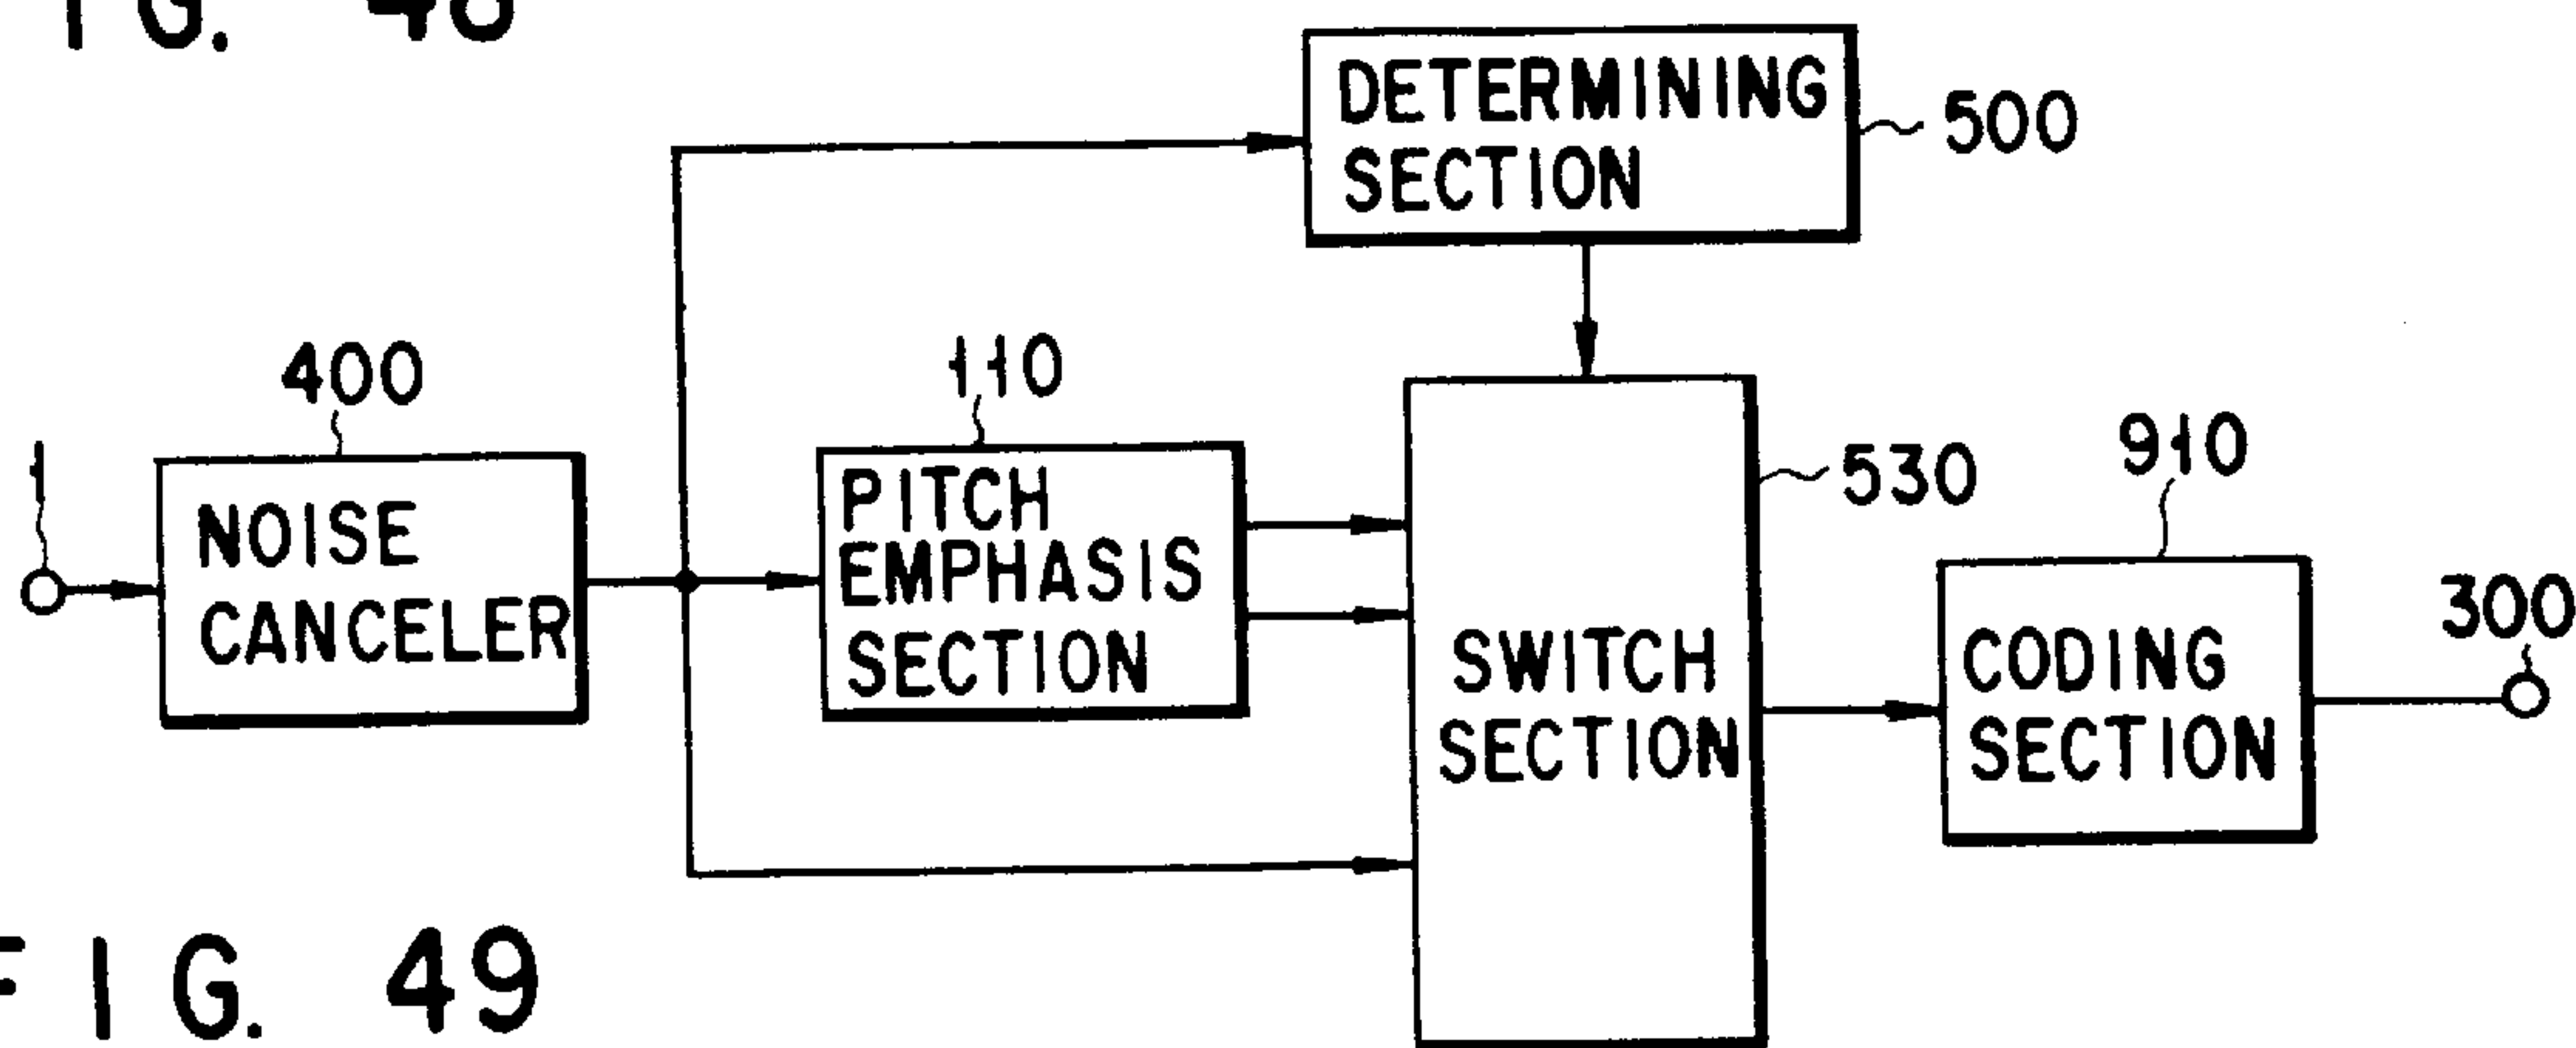 DETERMINING
SECTION
500
400
110
1
NOISE
CANCELER
PITCH
EMPHASIS
SECTION
530
910
SWITCH
SECTION
CODING
SECTION
300
FIG. 49